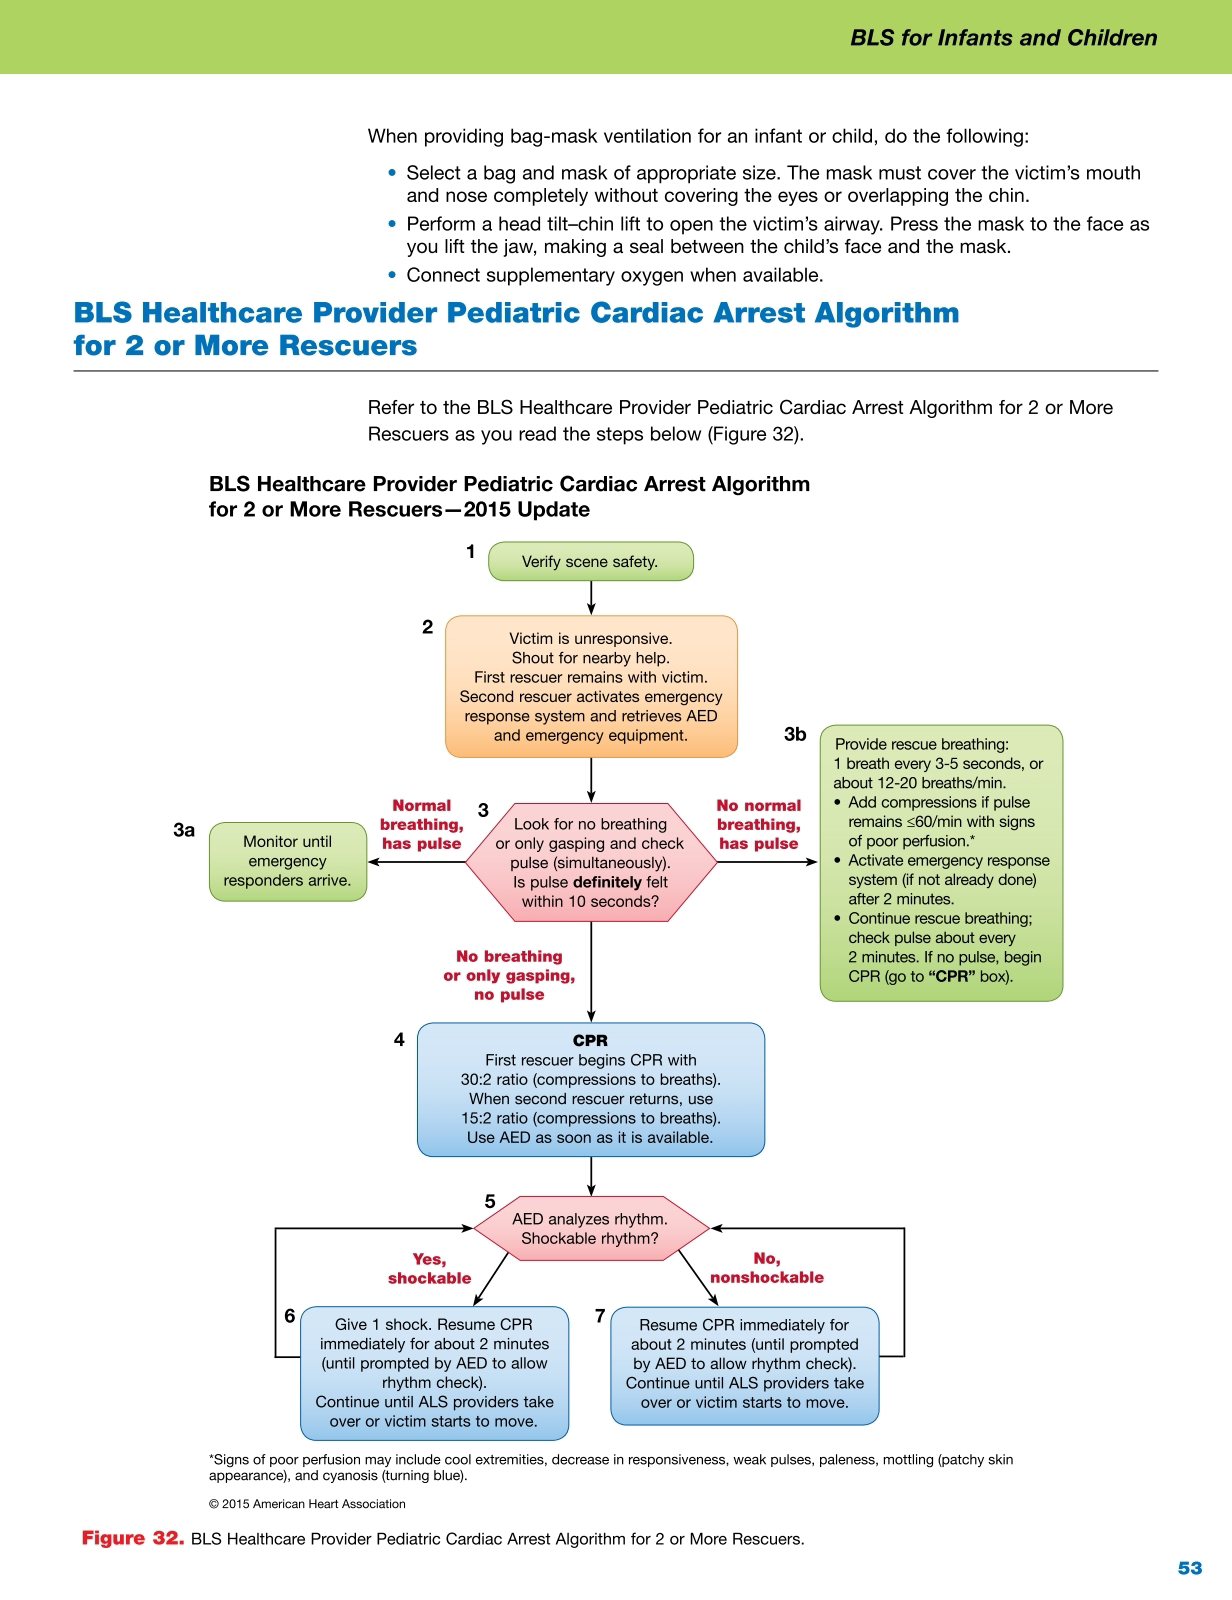 BLS for Infants and Children
When providing bag-mask ventilation for an infant or child, do the following:
• Select a bag and mask of appropriate size. The mask must cover the victim's mouth
and nose completely without covering the eyes or overlapping the chin.
• Perform a head tilt–chin lift to open the victim's airway. Press the mask to the face as
you lift the jaw, making a seal between the child's face and the mask.
• Connect supplementary oxygen when available.
BLS Healthcare Provider Pediatric Cardiac Arrest Algorithm
for 2 or More Rescuers
Refer to the BLS Healthcare Provider Pediatric Cardiac Arrest Algorithm for 2 or More
Rescuers as you read the steps below (Figure 32).
BLS Healthcare Provider Pediatric Cardiac Arrest Algorithm
for 2 or More Rescuers—2015 Update
1
Verify scene safety.
2
Victim is unresponsive.
Shout for nearby help.
First rescuer remains with victim.
Second rescuer activates emergency
response system and retrieves AED
and emergency equipment.
3
Look for no breathing
or only gasping and check
pulse (simultaneously).
Is pulse definitely felt
within 10 seconds?
Normal
breathing,
has pulse
3a
Monitor until
emergency
responders arrive.
No normal
breathing,
has pulse
3b
Provide rescue breathing:
1 breath every 3-5 seconds, or
about 12-20 breaths/min.
• Add compressions if pulse
remains ≤60/min with signs
of poor perfusion.*
• Activate emergency response
system (if not already done)
after 2 minutes.
• Continue rescue breathing;
check pulse about every
2 minutes. If no pulse, begin
CPR (go to "CPR" box).
No breathing
or only gasping,
no pulse
4
CPR
First rescuer begins CPR with
30:2 ratio (compressions to breaths).
When second rescuer returns, use
15:2 ratio (compressions to breaths).
Use AED as soon as it is available.
5
AED analyzes rhythm.
Shockable rhythm?
Yes,
shockable
No,
nonshockable
6
Give 1 shock. Resume CPR
immediately for about 2 minutes
(until prompted by AED to allow
rhythm check).
Continue until ALS providers take
over or victim starts to move.
7
Resume CPR immediately for
about 2 minutes (until prompted
by AED to allow rhythm check).
Continue until ALS providers take
over or victim starts to move.
*Signs of poor perfusion may include cool extremities, decrease in responsiveness, weak pulses, paleness, mottling (patchy skin
appearance), and cyanosis (turning blue).
© 2015 American Heart Association
Figure 32. BLS Healthcare Provider Pediatric Cardiac Arrest Algorithm for 2 or More Rescuers.
53